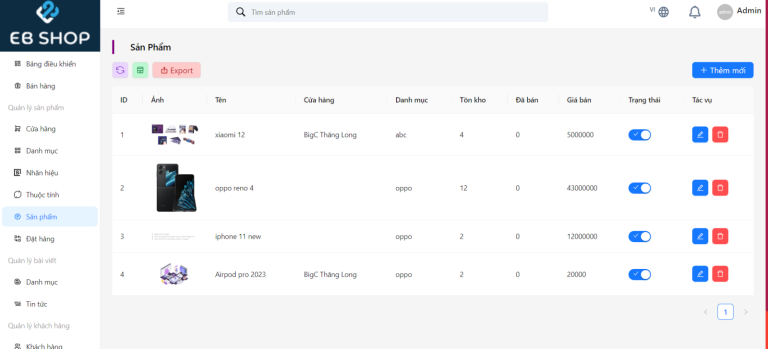 EB SHOP
Tìm sản phẩm
VI
Admin
Bảng điều khiển
Bán hàng
Quản lý sản phẩm
Cửa hàng
Danh mục
Nhãn hiệu
Thuộc tính
Sản phẩm
Đặt hàng
Quản lý bài viết
Danh mục
Tin tức
Quản lý khách hàng
Khách hàng
Sản Phẩm
Export
+ Thêm mới
ID Ảnh Tên Cửa hàng Danh mục Tồn kho Đã bán Giá bán Trạng thái Tác vụ
1 xiaomi 12 BigC Thăng Long abc 4 0 5000000
2 oppo reno 4 oppo 12 0 43000000
3 iphone 11 new oppo 2 0 12000000
4 Airpod pro 2023 BigC Thăng Long oppo 2 0 20000
1